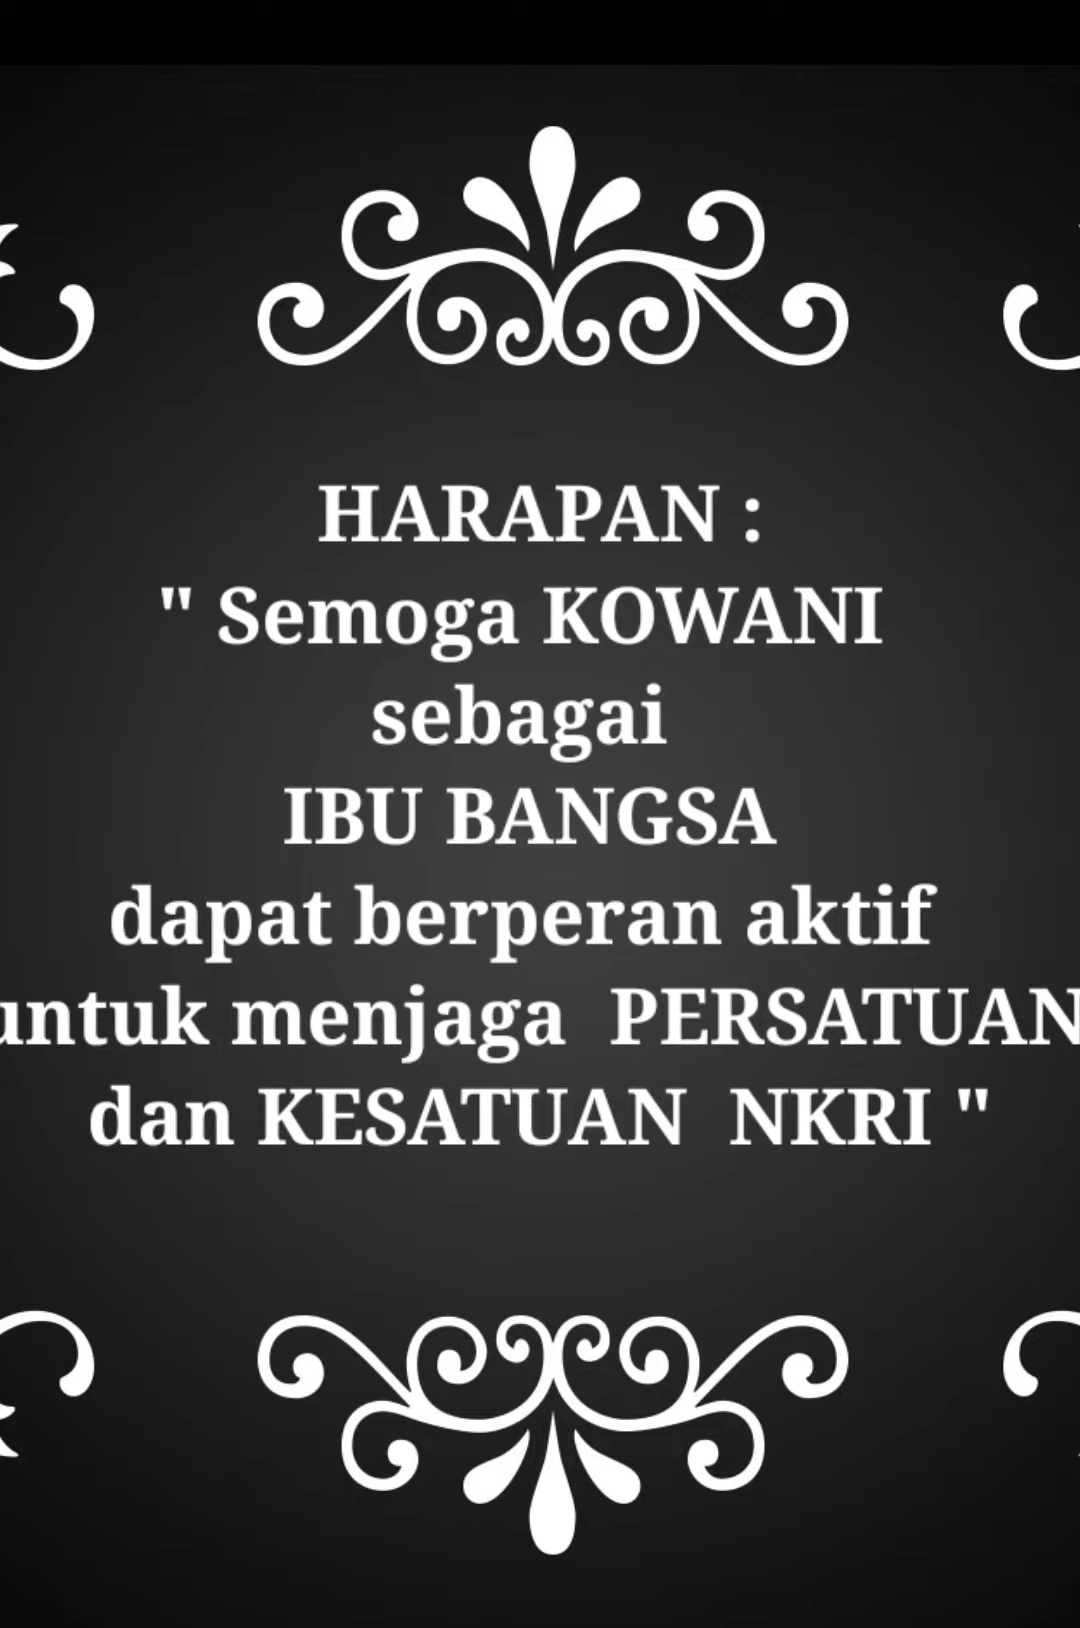 HARAPAN :
" Semoga KOWANI
sebagai
IBU BANGSA
dapat berperan aktif
untuk menjaga  PERSATUAN
dan KESATUAN  NKRI "